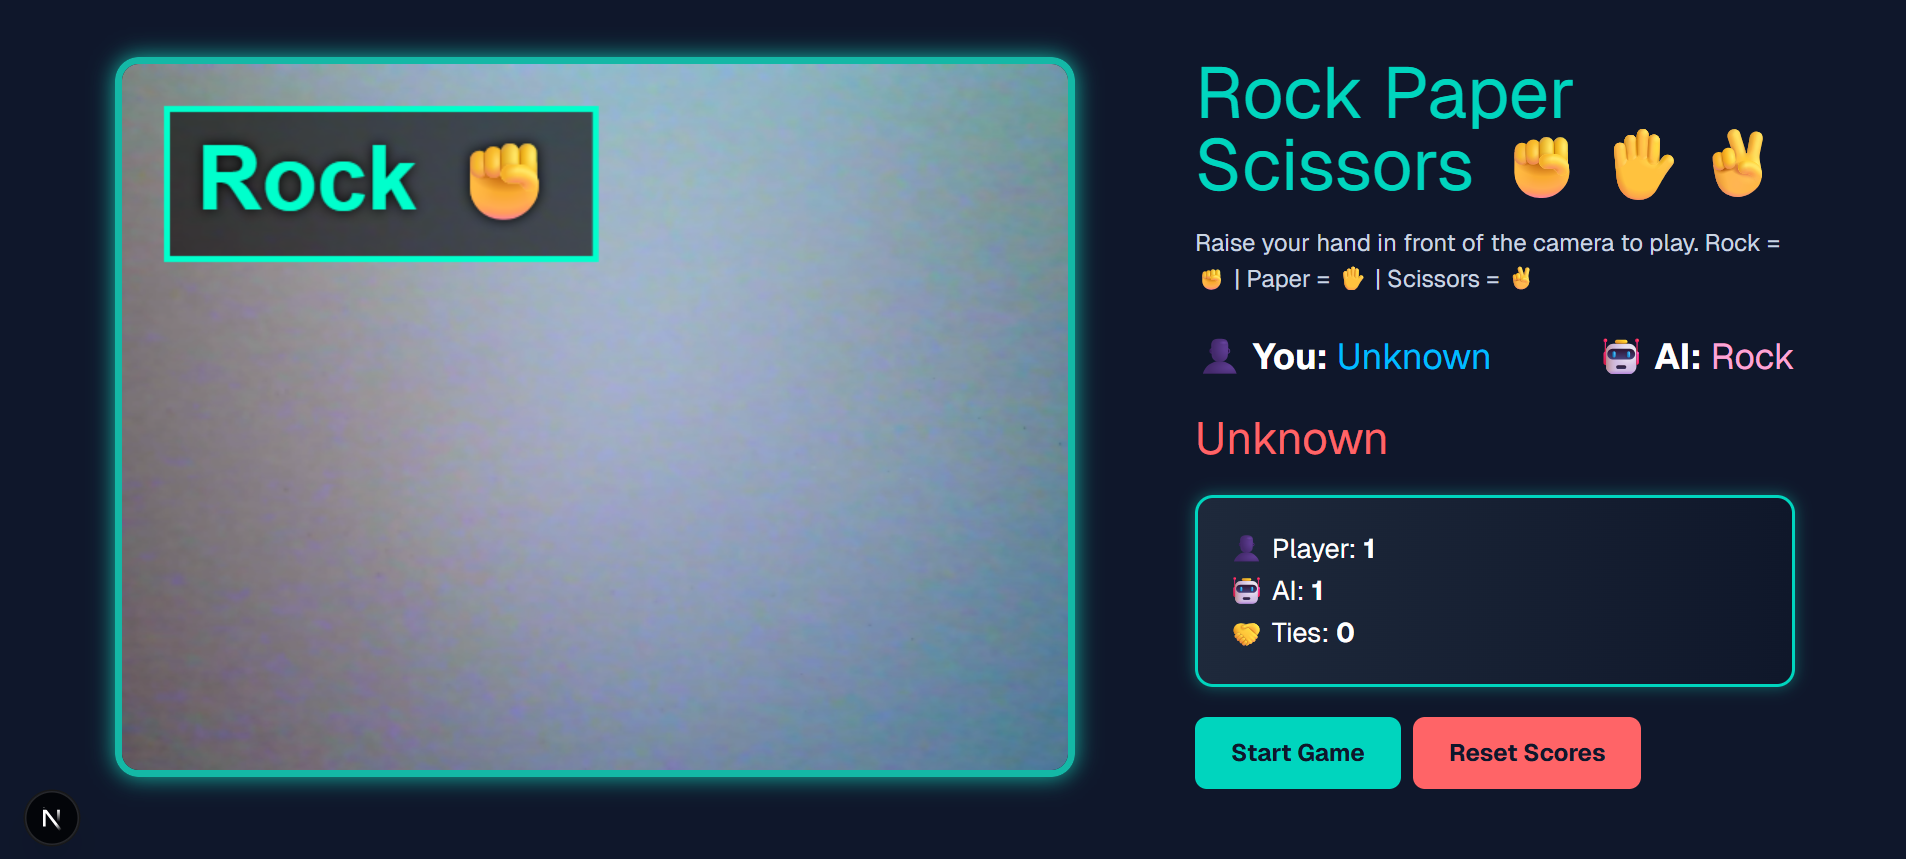 Rock ✊
Rock Paper
Scissors ✊ ✋ ✌
Raise your hand in front of the camera to play. Rock =
✊ | Paper = ✋ | Scissors = ✌
👤 You: Unknown
🤖 AI: Rock
Unknown
👤 Player: 1
🤖 AI: 1
🤝 Ties: 0
Start Game
Reset Scores
N